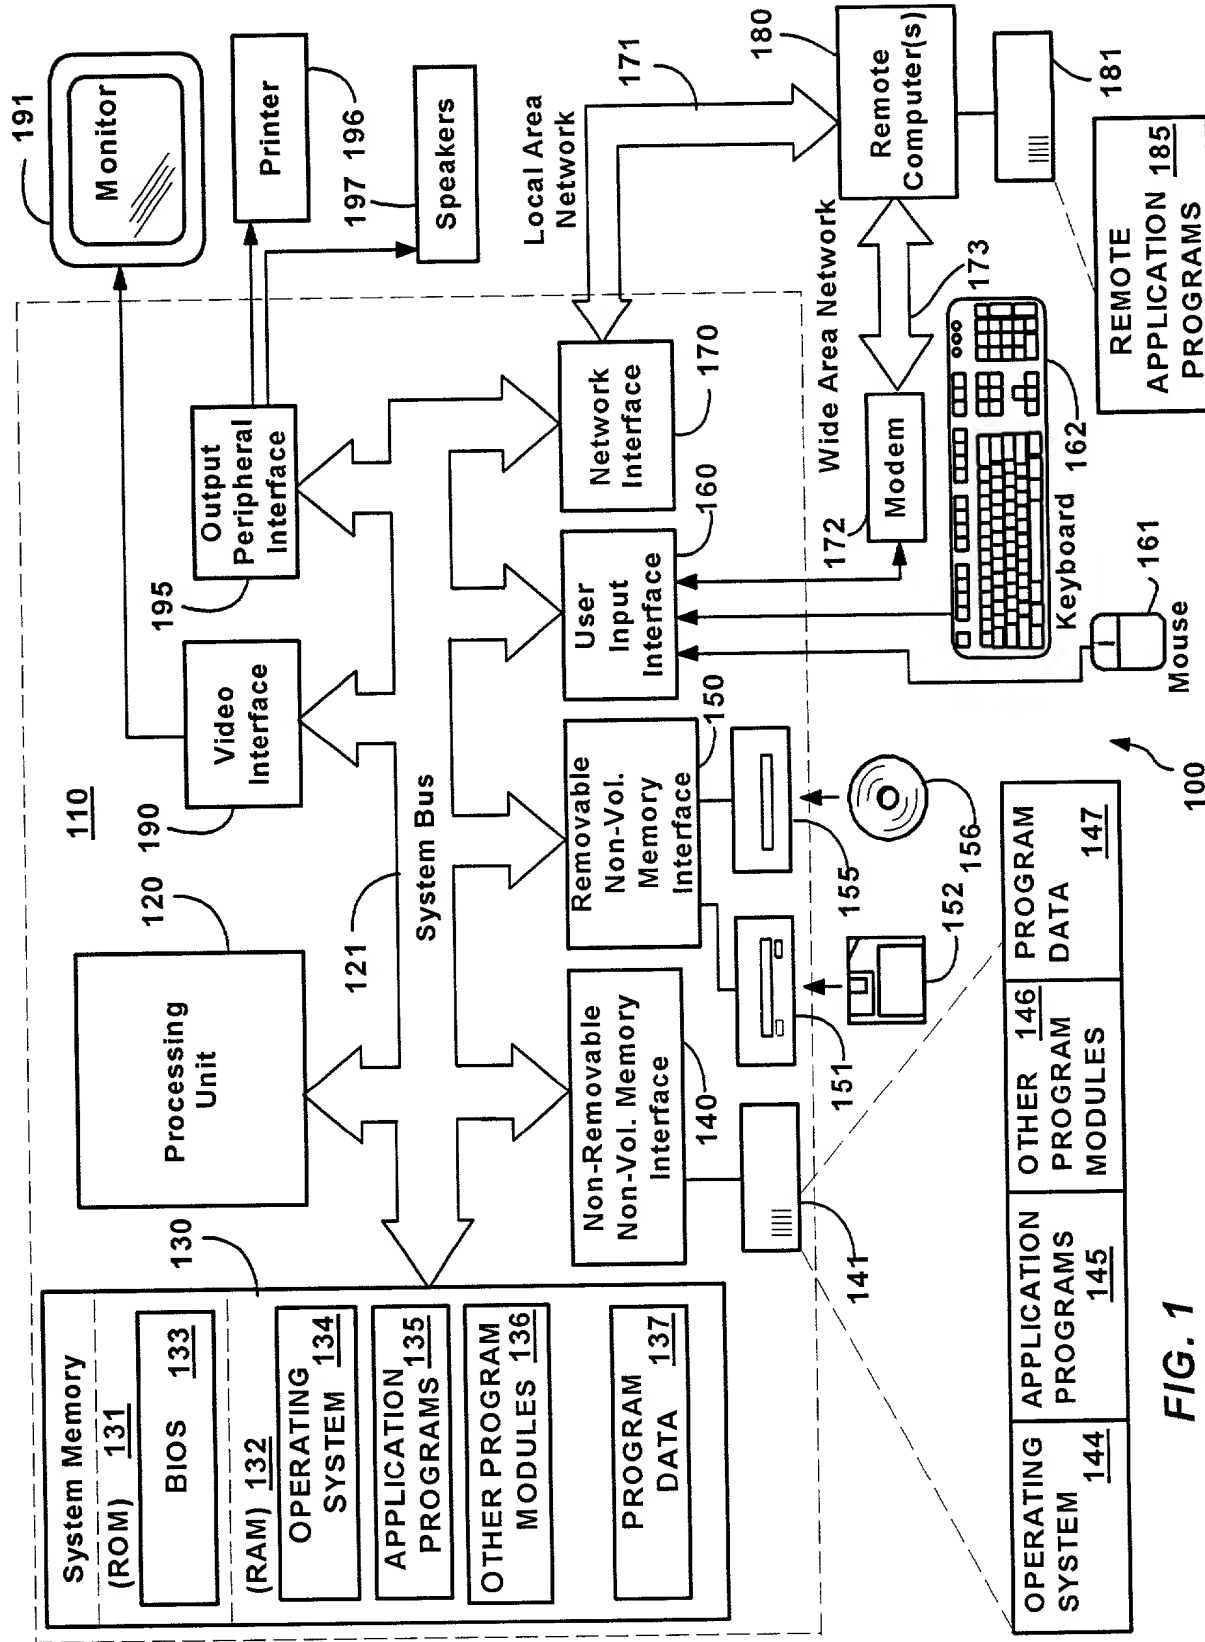 System Memory
(ROM) 131
BIOS 133
(RAM) 132
OPERATING
SYSTEM 134
APPLICATION
PROGRAMS 135
OTHER PROGRAM
MODULES 136
PROGRAM
DATA 137
130
110
Processing
Unit
120
121
System Bus
Video
Interface
190
Output
Peripheral
Interface
195
Monitor
191
Printer
196
Speakers
197
Non-Removable
Non-Vol. Memory
Interface
140
Removable
Non-Vol.
Memory
Interface
150
User
Input
Interface
160
Network
Interface
170
Local Area
Network
171
141
151
155
152
156
Modem
172
Wide Area Network
173
Remote
Computer(s)
180
181
Keyboard
162
Mouse
161
REMOTE
APPLICATION 185
PROGRAMS
OPERATING
SYSTEM 144
APPLICATION
PROGRAMS 145
OTHER 146
PROGRAM
MODULES
PROGRAM
DATA 147
100
FIG. 1